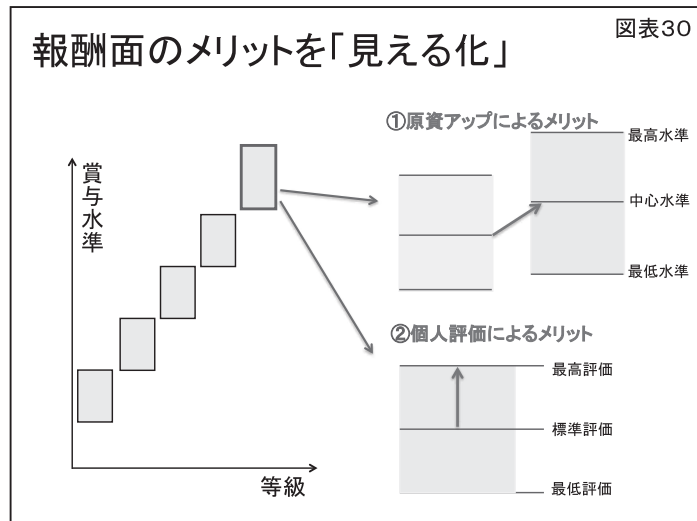 図表30
報酬面のメリットを「見える化」
①原資アップによるメリット
最高水準
中心水準
最低水準
賞与水準
等級
②個人評価によるメリット
最高評価
標準評価
最低評価